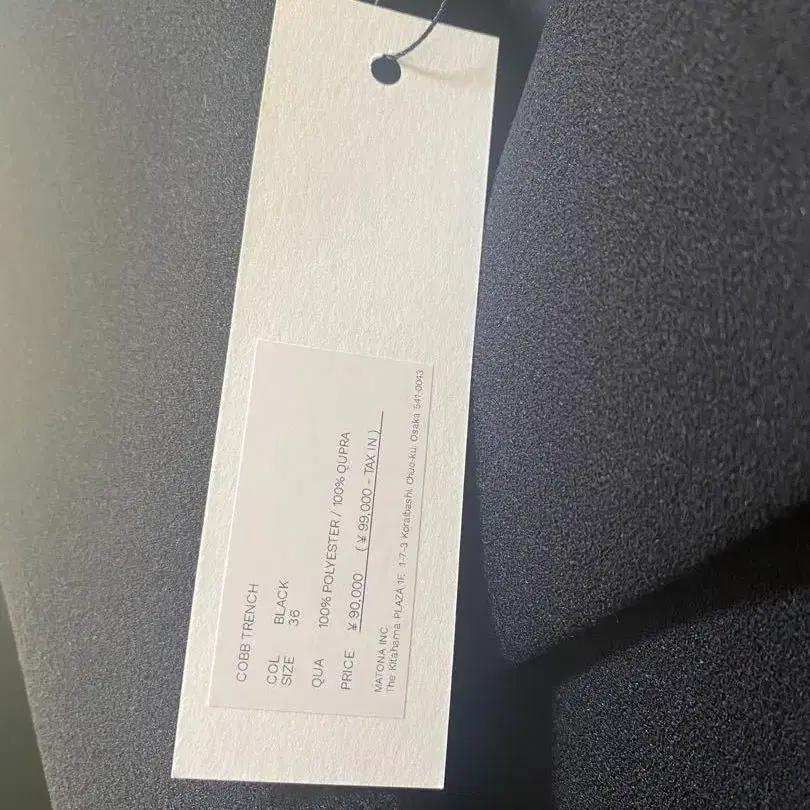 COBB TRENCH
COL BLACK
SIZE 36
QUA 100% POLYESTER / 100% QUPRA
PRICE ¥ 90,000 (¥ 99,000 - TAX IN)
MATONA INC
The Kitahama PLAZA 1F, 1-7-3 Koraibashi, Chuo-ku, Osaka 541-0043